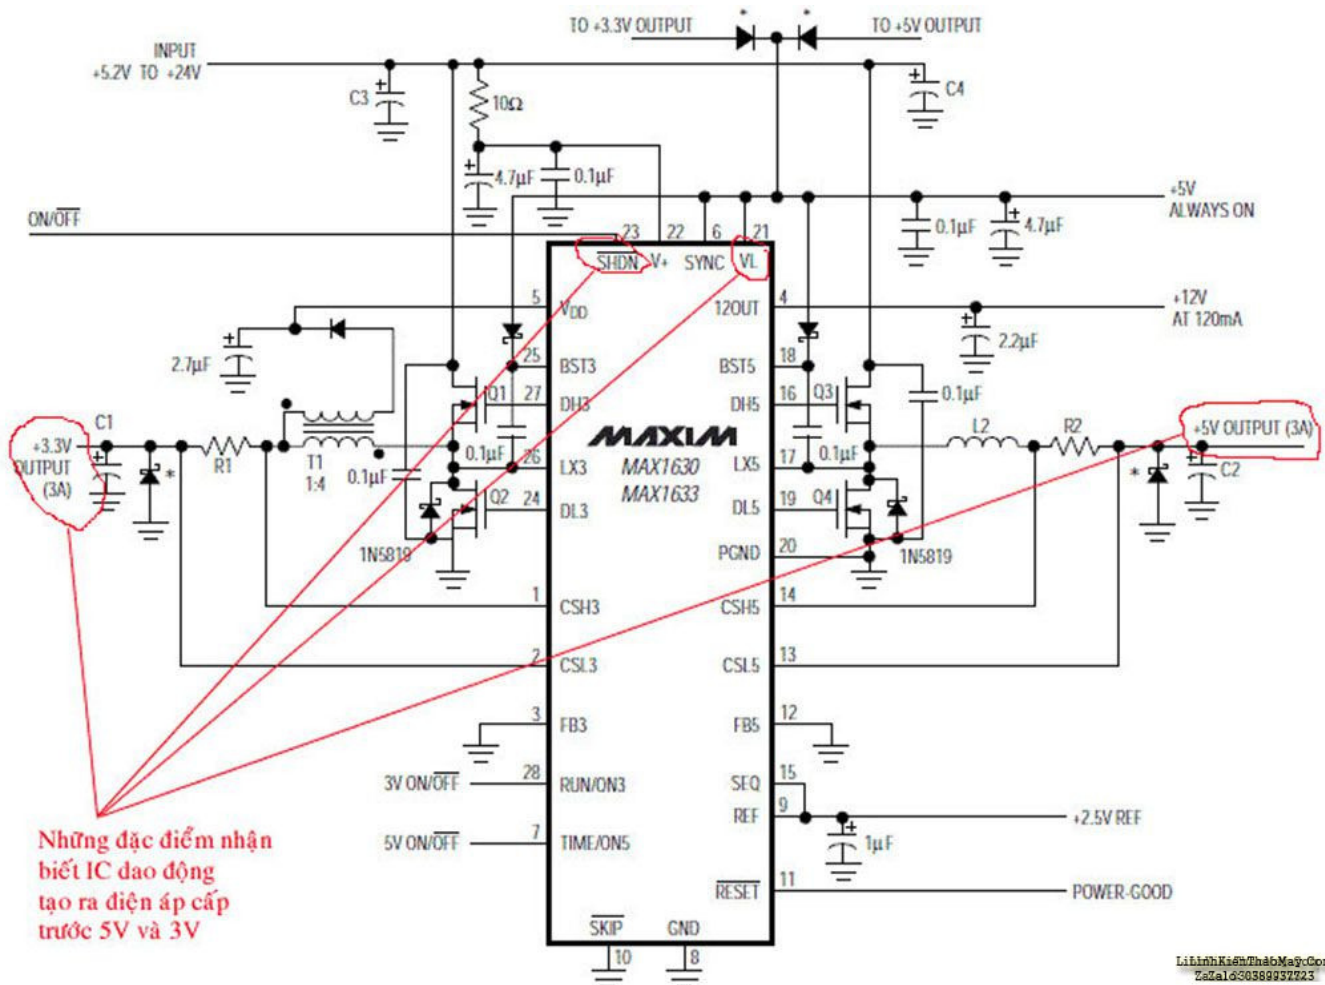 TO +3.3V OUTPUT
*
*
TO +5V OUTPUT
INPUT
+5.2V TO +24V
C3
10Ω
C4
4.7µF
0.1µF
ON/OFF
+5V
ALWAYS ON
0.1µF
4.7µF
23
22
6
21
SHDN
V+
SYNC
VL
5
VDD
12OUT
4
+12V
AT 120mA
2.7µF
2.2µF
25
BST3
BST5
18
Q1
27
DH3
DH5
16
Q3
0.1µF
C1
+3.3V
OUTPUT
(3A)
*
R1
T1
1:4
0.1µF
0.1µF
26
LX3
MAXIM
MAX1630
MAX1633
LX5
17
0.1µF
L2
R2
+5V OUTPUT (3A)
*
C2
Q2
24
DL3
DL5
19
Q4
1N5819
PGND
20
1N5819
1
CSH3
CSH5
14
2
CSL3
CSL5
13
3
FB3
FB5
12
3V ON/OFF
28
RUN/ON3
SEQ
15
REF
9
+2.5V REF
5V ON/OFF
7
TIME/ON5
1µF
RESET
11
POWER-GOOD
SKIP
GND
10
8
Những đặc điểm nhận
biết IC dao động
tạo ra điện áp cấp
trước 5V và 3V